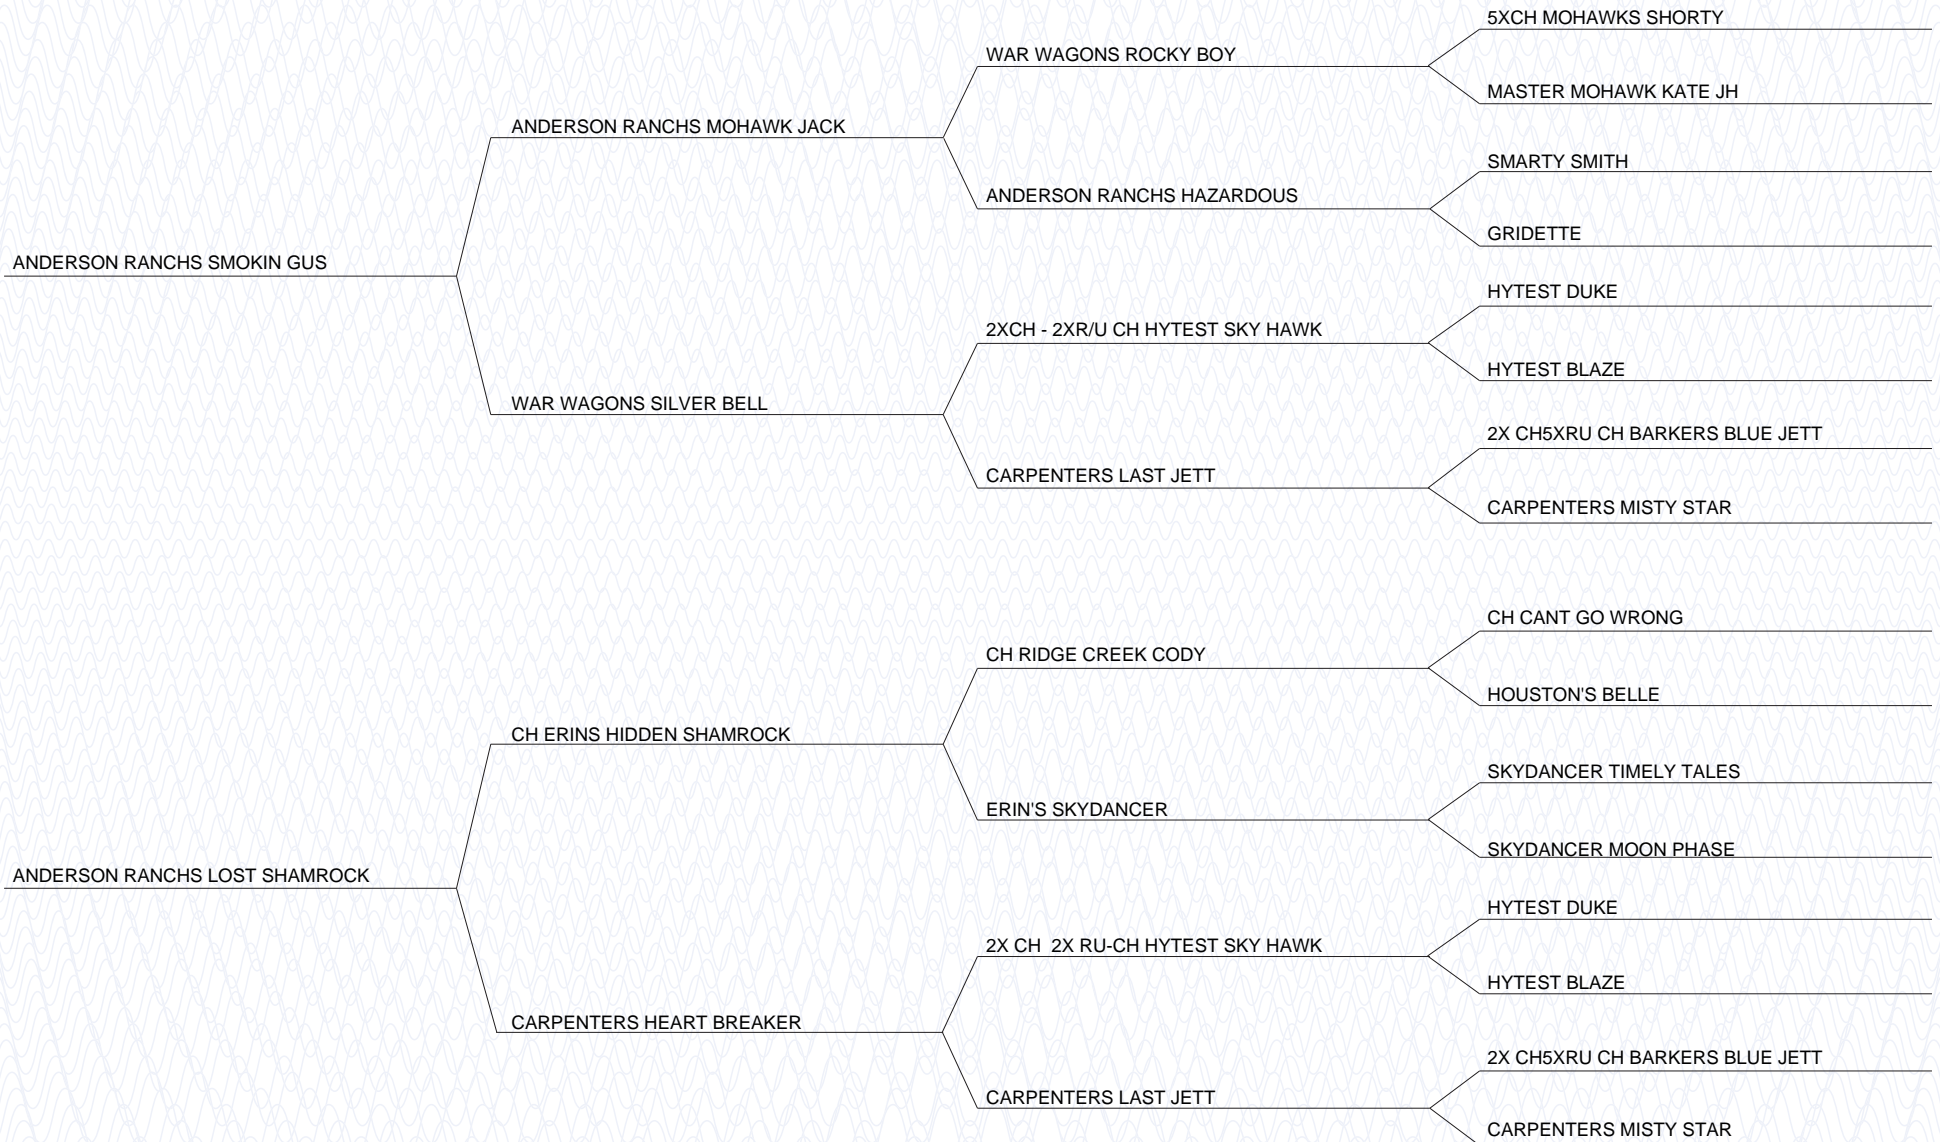 5XCH MOHAWKS SHORTY
WAR WAGONS ROCKY BOY
MASTER MOHAWK KATE JH
ANDERSON RANCHS MOHAWK JACK
SMARTY SMITH
ANDERSON RANCHS HAZARDOUS
GRIDETTE
ANDERSON RANCHS SMOKIN GUS
HYTEST DUKE
2XCH - 2XR/U CH HYTEST SKY HAWK
HYTEST BLAZE
WAR WAGONS SILVER BELL
2X CH5XRU CH BARKERS BLUE JETT
CARPENTERS LAST JETT
CARPENTERS MISTY STAR
CH CANT GO WRONG
CH RIDGE CREEK CODY
HOUSTON'S BELLE
CH ERINS HIDDEN SHAMROCK
SKYDANCER TIMELY TALES
ERIN'S SKYDANCER
SKYDANCER MOON PHASE
ANDERSON RANCHS LOST SHAMROCK
HYTEST DUKE
2X CH  2X RU-CH HYTEST SKY HAWK
HYTEST BLAZE
CARPENTERS HEART BREAKER
2X CH5XRU CH BARKERS BLUE JETT
CARPENTERS LAST JETT
CARPENTERS MISTY STAR